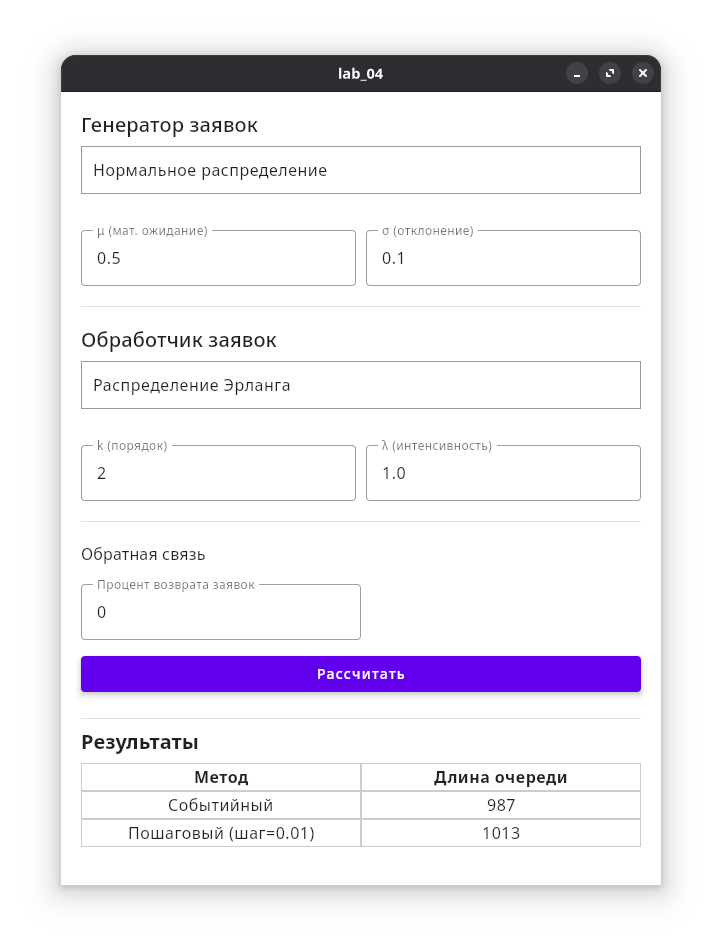 lab_04
Генератор заявок
Нормальное распределение
μ (мат. ожидание) σ (отклонение)
0.5 0.1
Обработчик заявок
Распределение Эрланга
k (порядок) λ (интенсивность)
2 1.0
Обратная связь
Процент возврата заявок
0
Рассчитать
Результаты
Метод Длина очереди
Событийный 987
Пошаговый (шаг=0.01) 1013